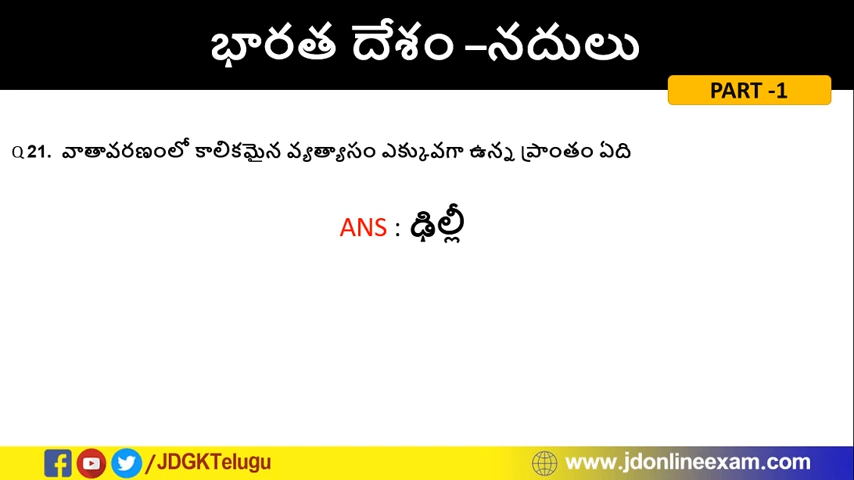 భారత దేశం –నదులు
PART -1
Q 21. వాతావరణంలో కాలికమైన వ్యత్యాసం ఎక్కువగా ఉన్న ప్రాంతం ఏది
ANS : ఢిల్లీ
/JDGKTelugu
www.jdonlineexam.com